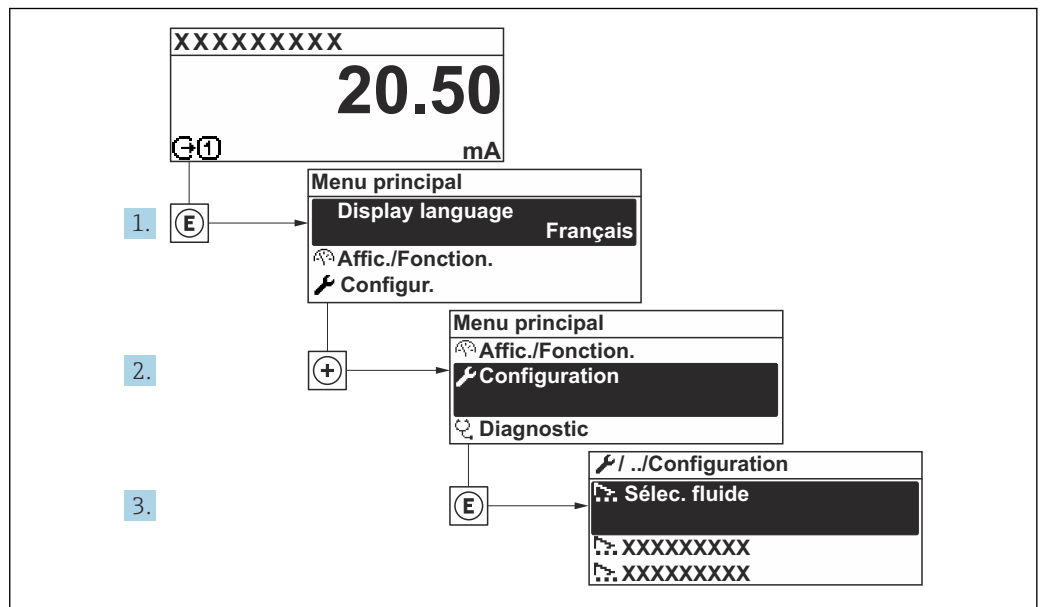 XXXXXXXXX
20.50
1
mA
Menu principal
1.
E
Display language
Français
Affic./Fonction.
Configur.
Menu principal
Affic./Fonction.
2.
+
Configuration
Diagnostic
/ ../Configuration
3.
E
Sélec. fluide
XXXXXXXXX
XXXXXXXXX